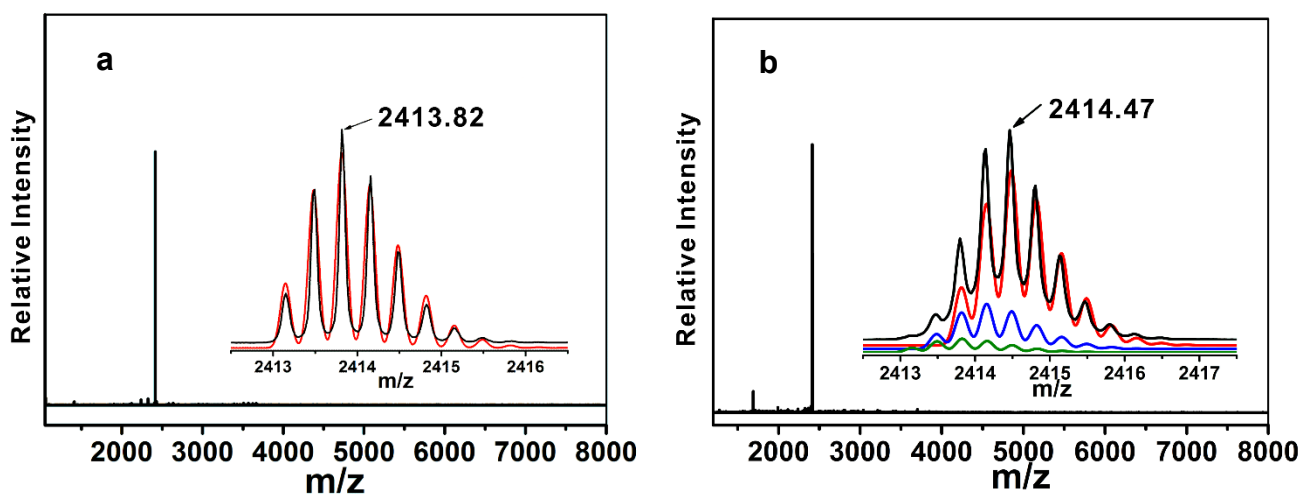 a
2413.82
Relative Intensity
2413 2414 2415 2416
m/z
2000 3000 4000 5000 6000 7000 8000
m/z
b
2414.47
Relative Intensity
2413 2414 2415 2416 2417
m/z
2000 3000 4000 5000 6000 7000 8000
m/z